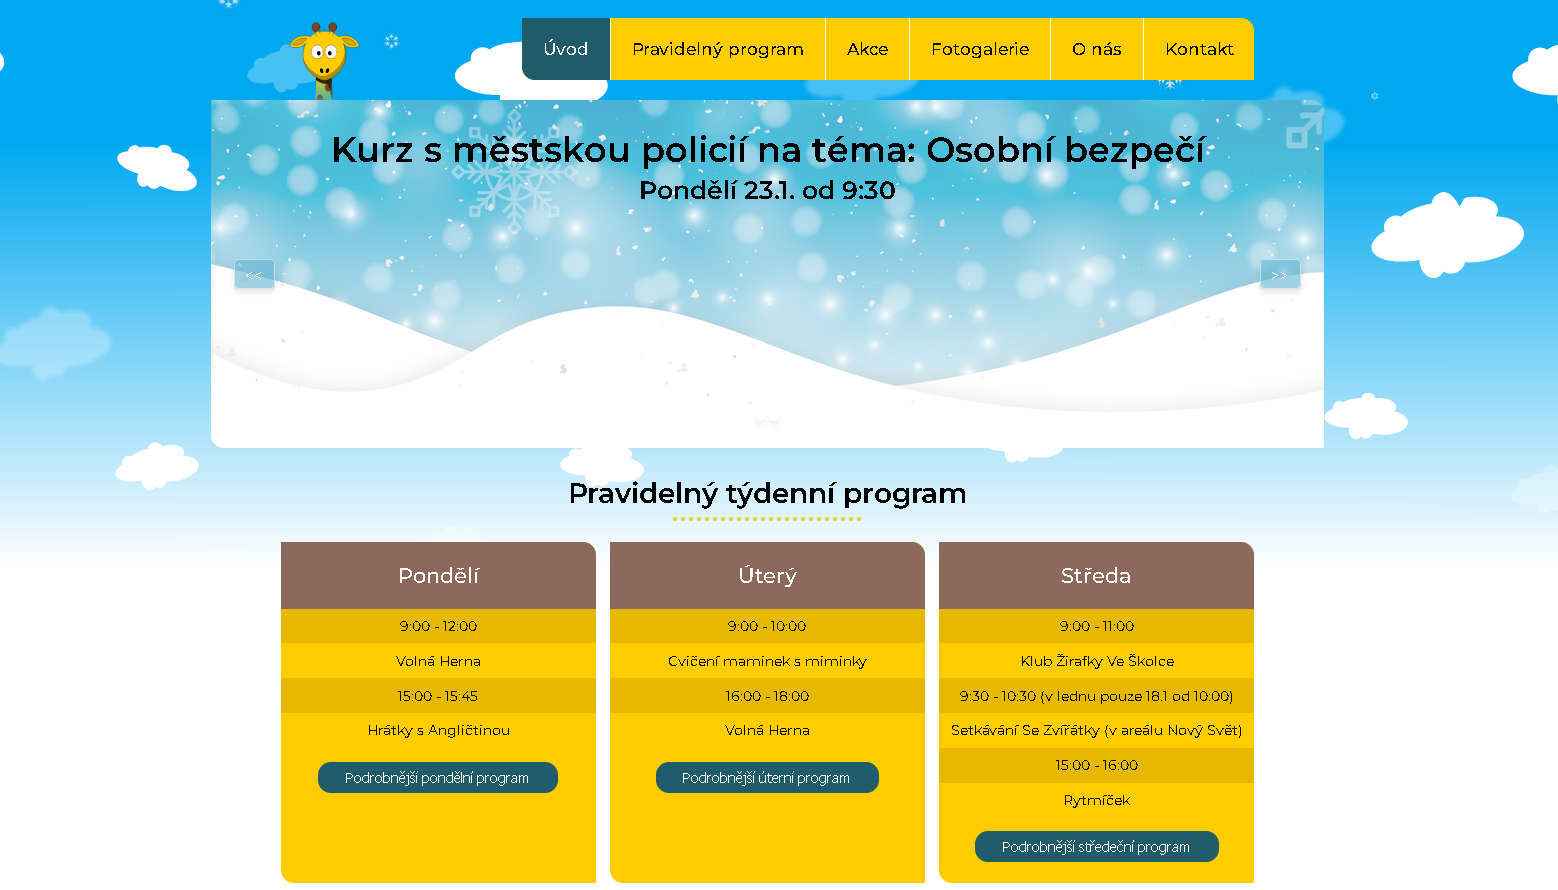 Úvod
Pravidelný program
Akce
Fotogalerie
O nás
Kontakt
Kurz s městskou policií na téma: Osobní bezpečí
Pondělí 23.1. od 9:30
<<
>>
Pravidelný týdenní program
Pondělí
9:00 - 12:00
Volná Herna
15:00 - 15:45
Hrátky s Angličtinou
Podrobnější pondělní program
Úterý
9:00 - 10:00
Cvičení maminek s miminky
16:00 - 18:00
Volná Herna
Podrobnější úterní program
Středa
9:00 - 11:00
Klub Žirafky Ve Školce
9:30 - 10:30 (v lednu pouze 18.1 od 10:00)
Setkávání Se Zvířátky (v areálu Nový Svět)
15:00 - 16:00
Rytmíček
Podrobnější středeční program